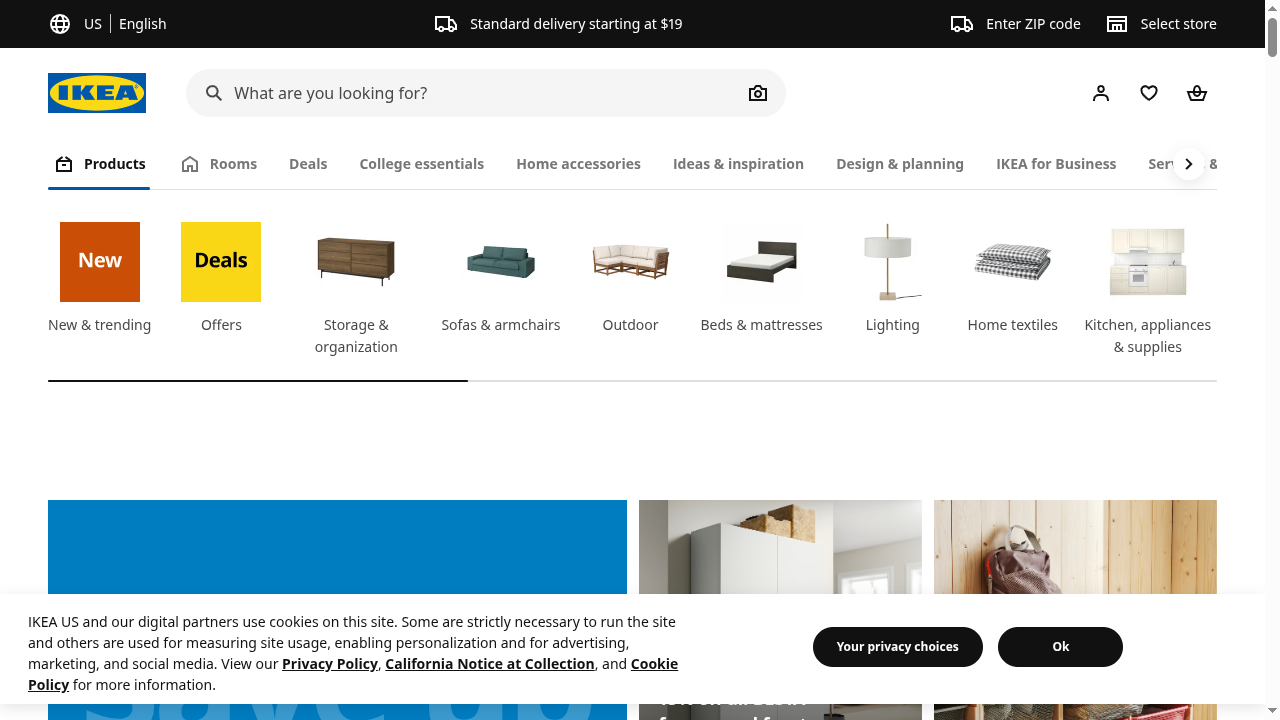 US
English
Standard delivery starting at $19
Enter ZIP code
Select store
IKEA
What are you looking for?
Products
Rooms
Deals
College essentials
Home accessories
Ideas & inspiration
Design & planning
IKEA for Business
New
Deals
New & trending
Offers
Storage &
organization
Sofas & armchairs
Outdoor
Beds & mattresses
Lighting
Home textiles
Kitchen, appliances
& supplies
IKEA US and our digital partners use cookies on this site. Some are strictly necessary to run the site
and others are used for measuring site usage, enabling personalization and for advertising,
marketing, and social media. View our Privacy Policy, California Notice at Collection, and Cookie
Policy for more information.
Your privacy choices
Ok